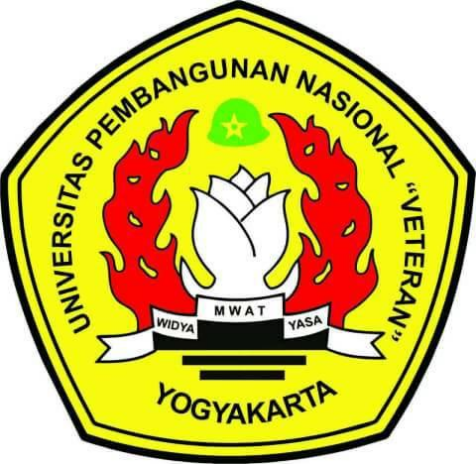 UNIVERSITAS PEMBANGUNAN NASIONAL "VETERAN"
WIDYA MWAT YASA
YOGYAKARTA